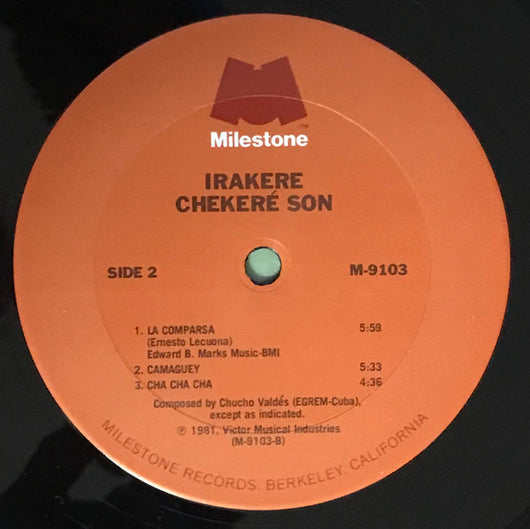 TM
Milestone
IRAKERE
CHEKERÉ SON
SIDE 2 M-9103
1. LA COMPARSA 5:59
(Ernesto Lecuona)
Edward B. Marks Music-BMI
2. CAMAGUEY 5:33
3. CHA CHA CHA 4:36
Composed by Chucho Valdés (EGREM-Cuba),
except as indicated.
℗ 1981, Victor Musical Industries
(M-9103-B)
MILESTONE RECORDS, BERKELEY, CALIFORNIA